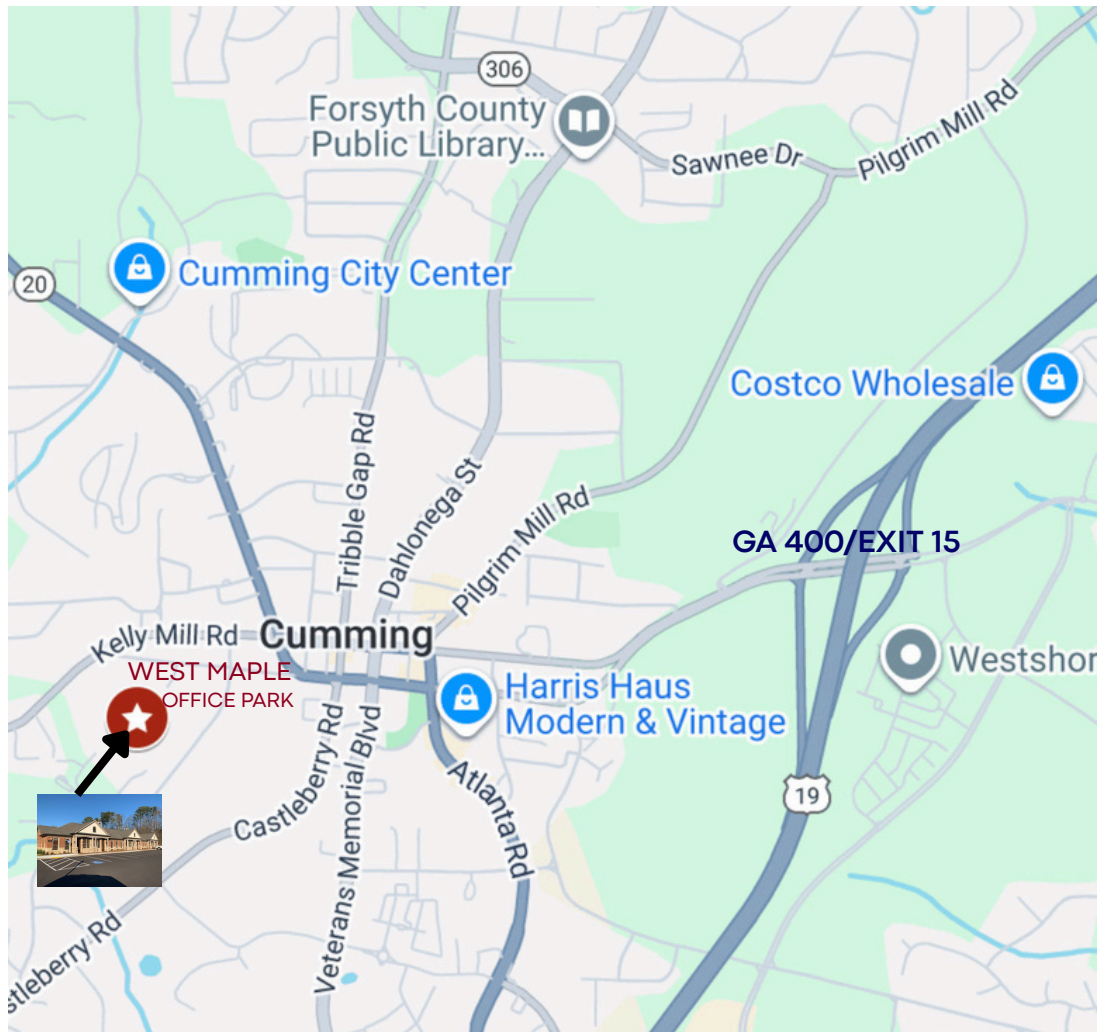 306
Forsyth County
Public Library...
Sawnee Dr
Pilgrim Mill Rd
20
Cumming City Center
Costco Wholesale
Tribble Gap Rd
Dahlonega St
Pilgrim Mill Rd
GA 400/EXIT 15
Kelly Mill Rd
Cumming
WEST MAPLE
OFFICE PARK
Westshor
Harris Haus
Modern & Vintage
Castleberry Rd
Veterans Memorial Blvd
Atlanta Rd
19
stleberry Rd